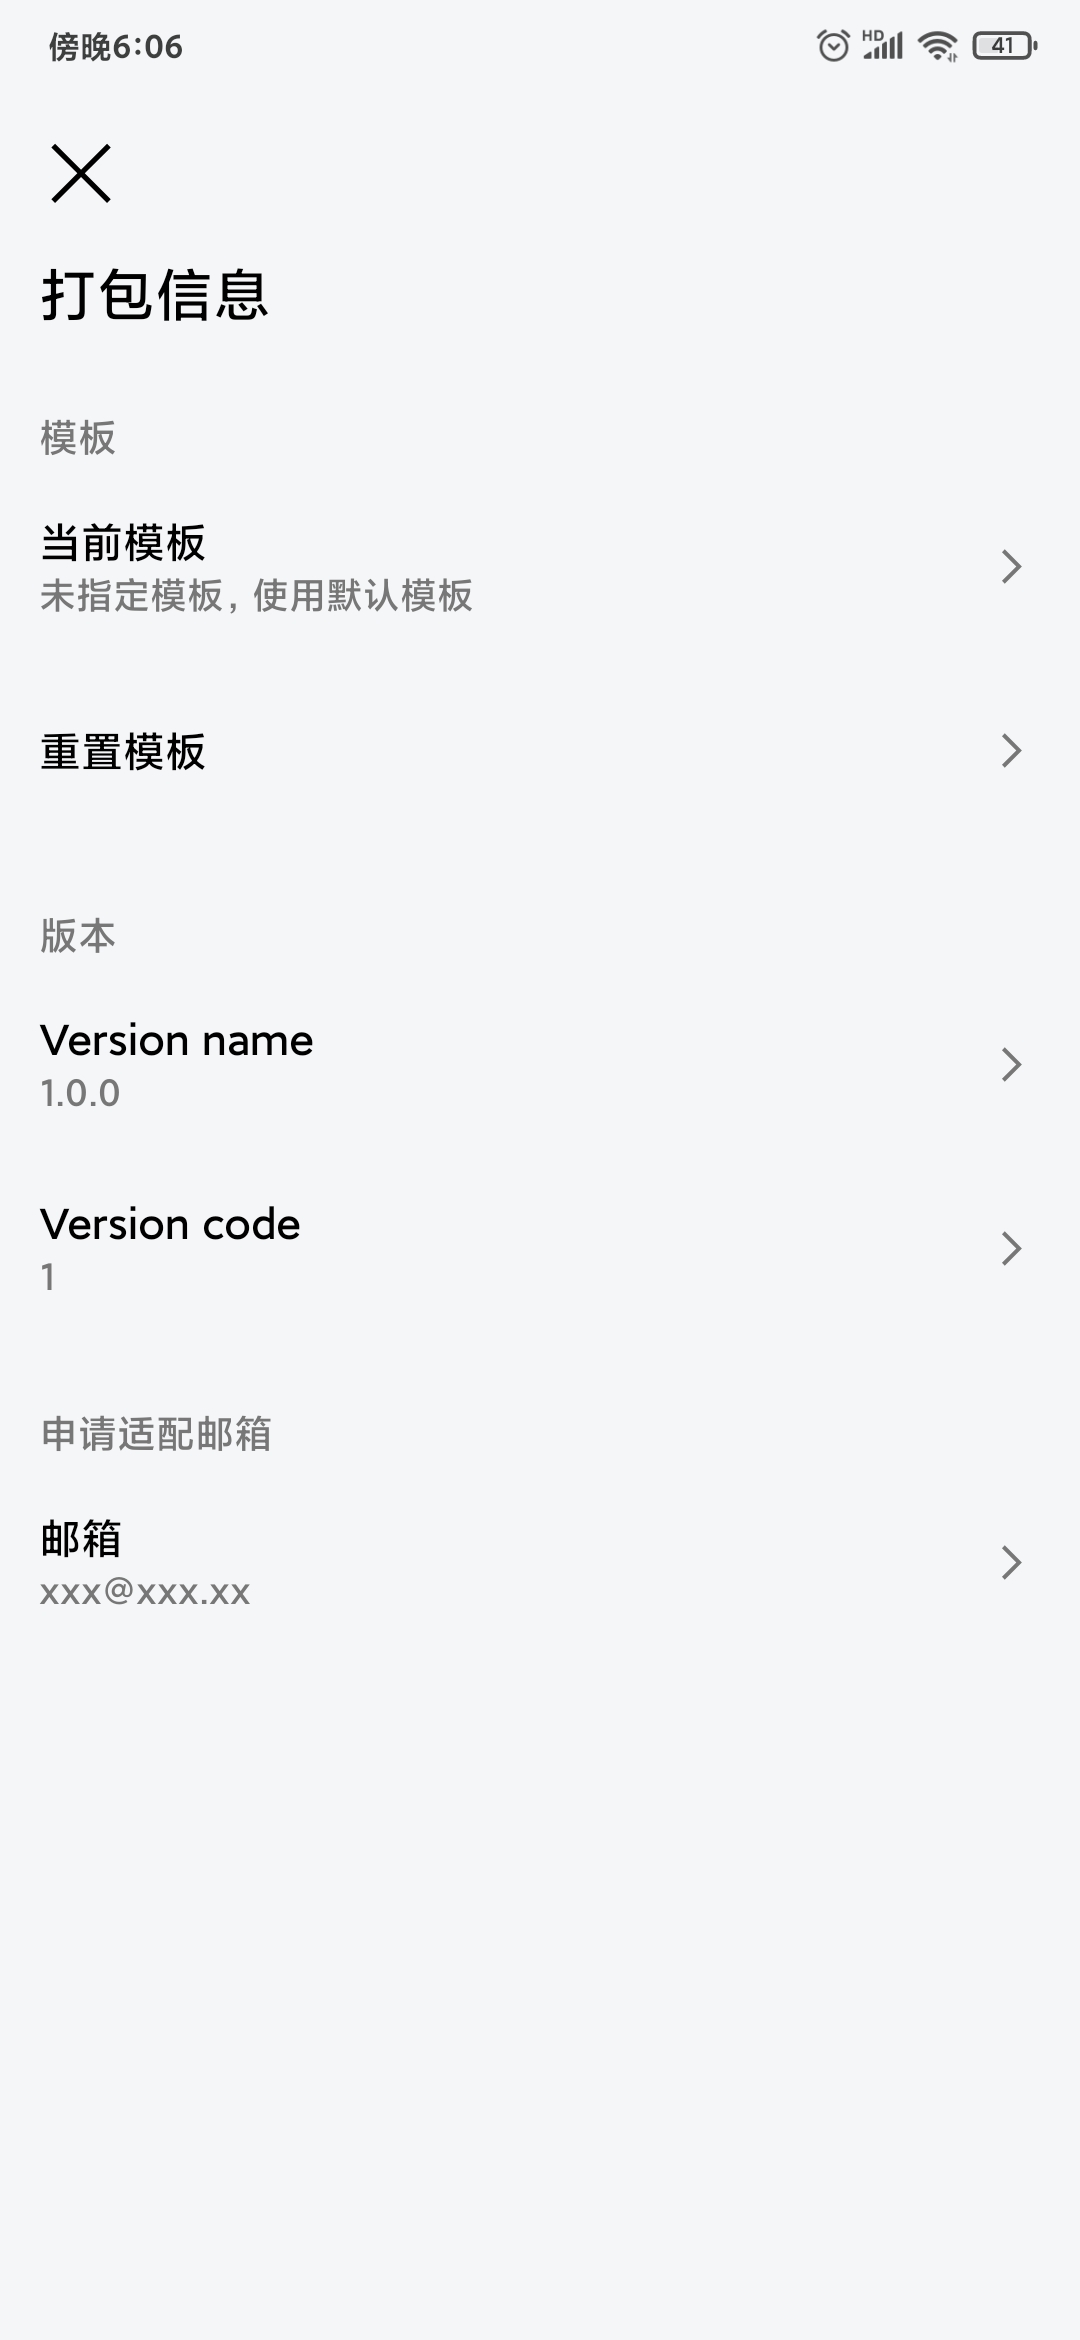 傍晚6:06
HD
41
打包信息
模板
当前模板
未指定模板，使用默认模板
重置模板
版本
Version name
1.0.0
Version code
1
申请适配邮箱
邮箱
xxx@xxx.xx